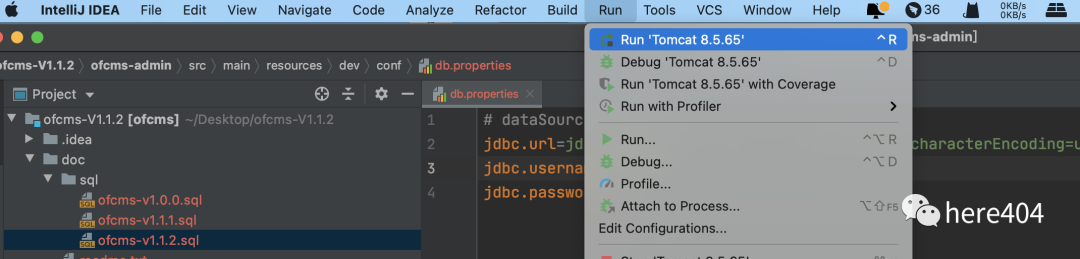 IntelliJ IDEA File Edit View Navigate Code Analyze Refactor Build Run Tools VCS Window Help 36 0KB/s 0KB/s
ofcms-V1.1.2 〉 ofcms-admin 〉 src 〉 main 〉 resources 〉 dev 〉 conf 〉 db.properties
ms-admin]
Project
db.properties
ofcms-V1.1.2 [ofcms] ~/Desktop/ofcms-V1.1.2
.idea
doc
sql
ofcms-v1.0.0.sql
ofcms-v1.1.1.sql
ofcms-v1.1.2.sql
1 # dataSourc
2 jdbc.url=jd
characterEncoding=u
3 jdbc.userna
4 jdbc.passwo
Run 'Tomcat 8.5.65' ^ R
Debug 'Tomcat 8.5.65' ^ D
Run 'Tomcat 8.5.65' with Coverage
Run with Profiler
Run... ^⌥ R
Debug... ^⌥ D
Profile...
Attach to Process... ⌥⇧F5
Edit Configurations...
here404